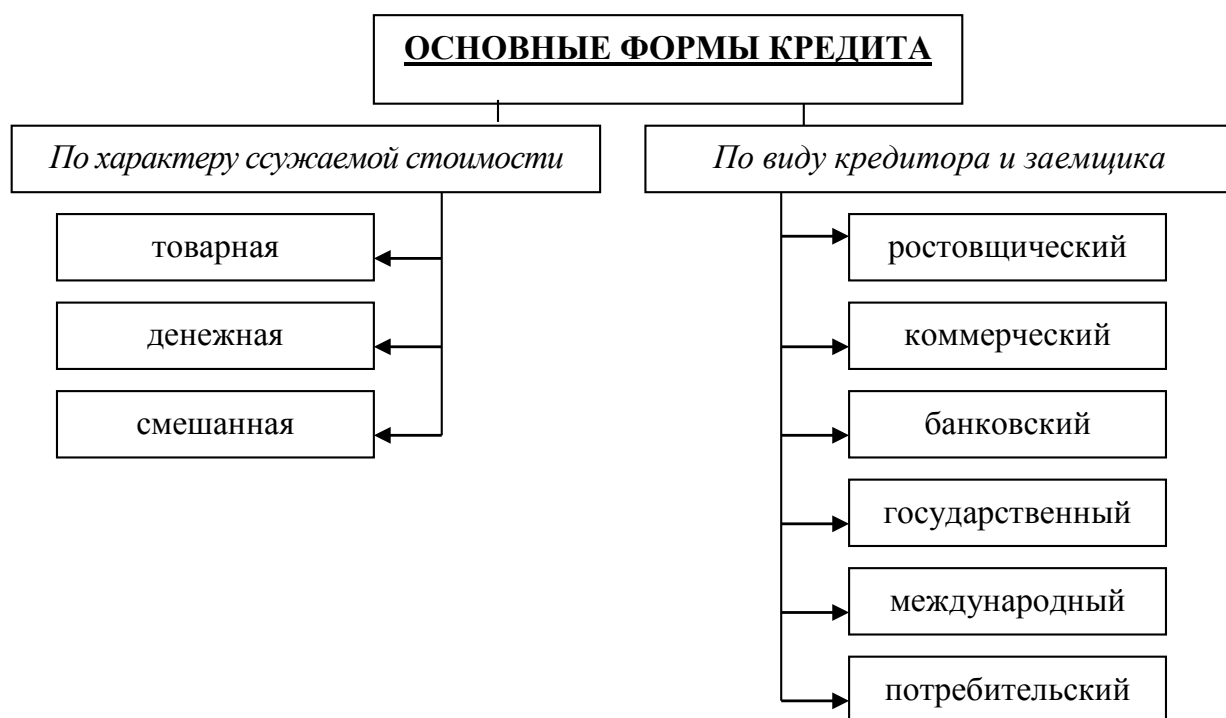 ОСНОВНЫЕ ФОРМЫ КРЕДИТА
По характеру ссужаемой стоимости
товарная
денежная
смешанная
По виду кредитора и заемщика
ростовщический
коммерческий
банковский
государственный
международный
потребительский